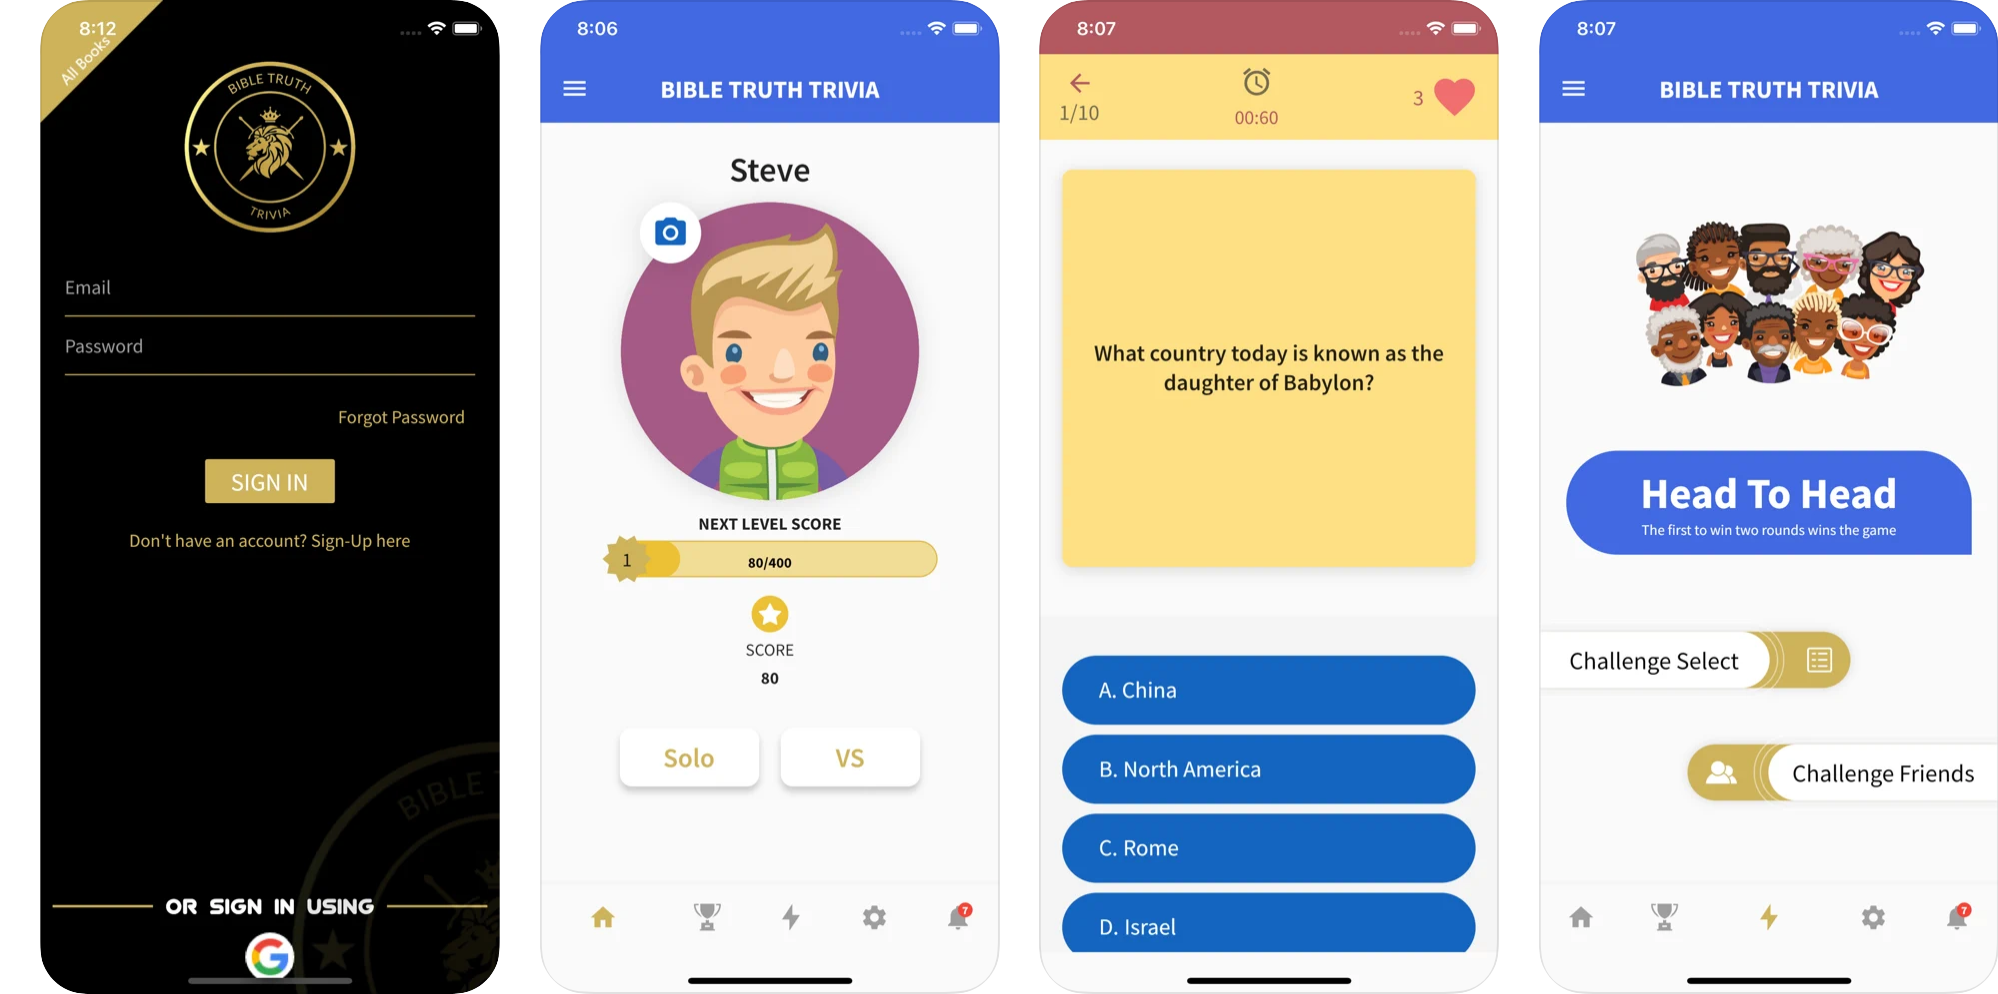 8:12
All Books
BIBLE TRUTH
TRIVIA
Email
Password
Forgot Password
SIGN IN
Don't have an account? Sign-Up here
BIBLE T
OR SIGN IN USING
8:06
BIBLE TRUTH TRIVIA
Steve
NEXT LEVEL SCORE
1
80/400
SCORE
80
Solo
VS
7
8:07
1/10
00:60
3
What country today is known as the
daughter of Babylon?
A. China
B. North America
C. Rome
D. Israel
8:07
BIBLE TRUTH TRIVIA
Head To Head
The first to win two rounds wins the game
Challenge Select
Challenge Friends
7